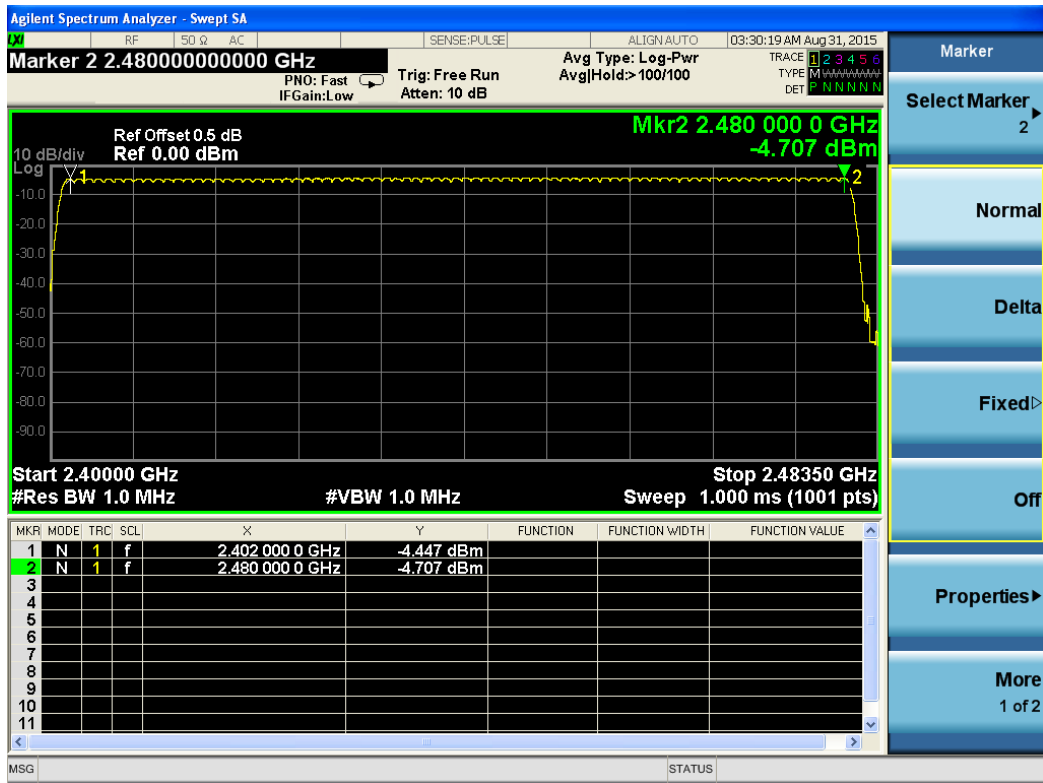 Agilent Spectrum Analyzer - Swept SA
LXI RF 50 Ω AC SENSE:PULSE ALIGN AUTO 03:30:19 AM Aug 31, 2015
Marker 2 2.480000000000 GHz
PNO: Fast
IFGain:Low
Trig: Free Run
Atten: 10 dB
Avg Type: Log-Pwr
Avg|Hold:>100/100
TRACE 1 2 3 4 5 6
TYPE M WWWWW
DET P N N N N N
Mkr2 2.480 000 0 GHz
-4.707 dBm
Ref Offset 0.5 dB
10 dB/div Ref 0.00 dBm
Log
1
2
-10.0
-20.0
-30.0
-40.0
-50.0
-60.0
-70.0
-80.0
-90.0
Start 2.40000 GHz Stop 2.48350 GHz
#Res BW 1.0 MHz #VBW 1.0 MHz Sweep 1.000 ms (1001 pts)
MKR MODE TRC SCL X Y FUNCTION FUNCTION WIDTH FUNCTION VALUE
1 N 1 f 2.402 000 0 GHz -4.447 dBm
2 N 1 f 2.480 000 0 GHz -4.707 dBm
3
4
5
6
7
8
9
10
11
MSG STATUS
Marker
Select Marker
2
Normal
Delta
Fixed
Off
Properties
More
1 of 2